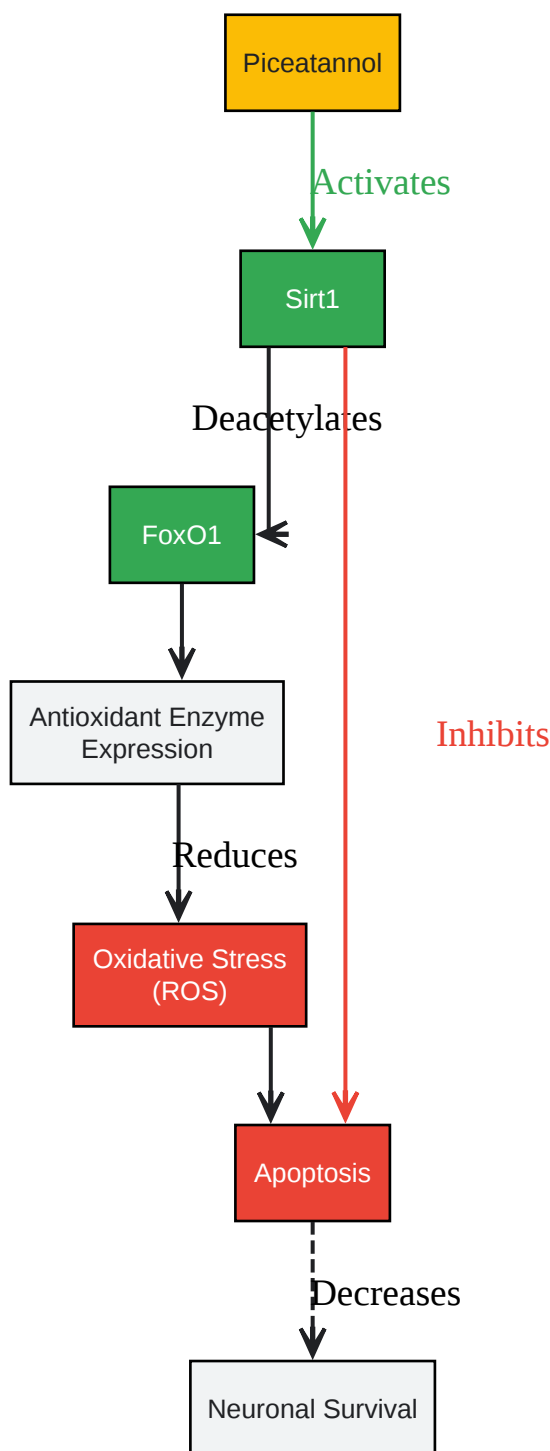 Piceatannol
Activates
Sirt1
Deacetylates
FoxO1
Antioxidant Enzyme
Expression
Inhibits
Reduces
Oxidative Stress
(ROS)
Apoptosis
Decreases
Neuronal Survival